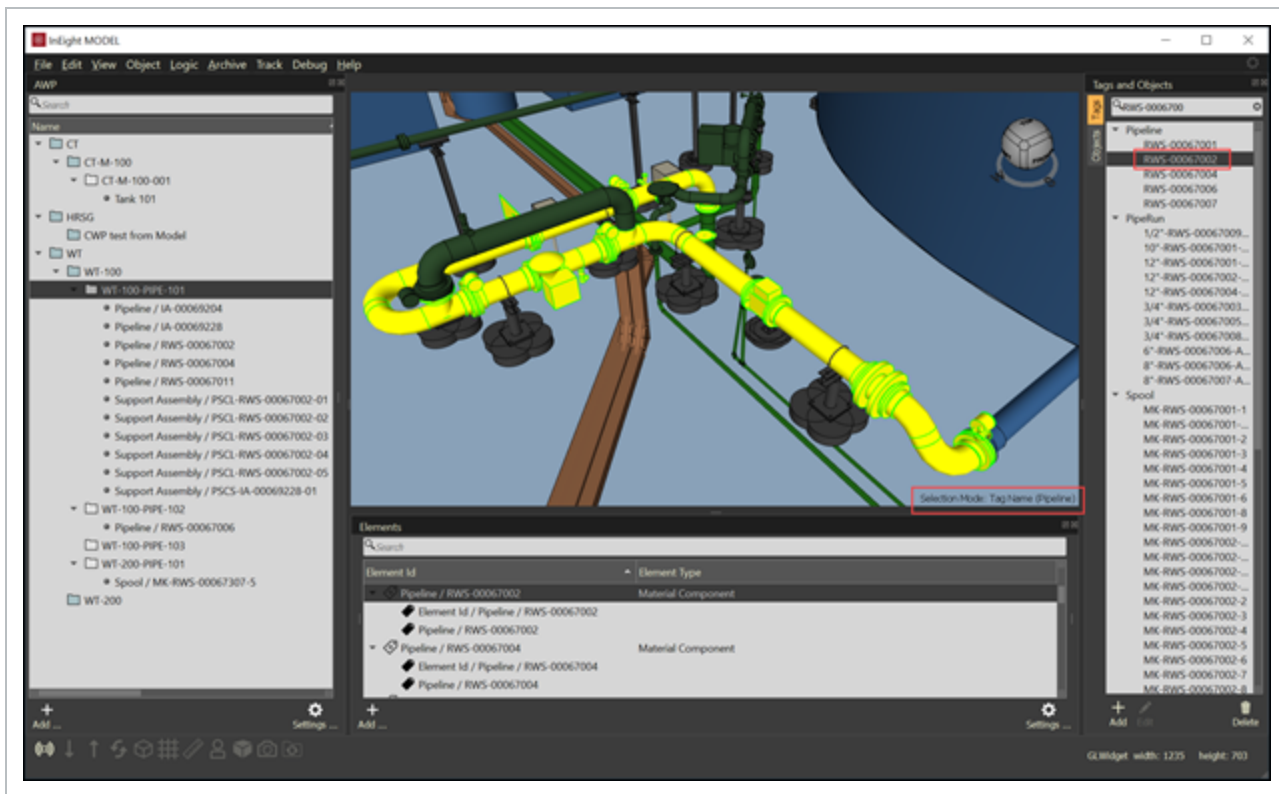 InEight MODEL
File Edit View Object Logic Archive Track Debug Help
AWP
Search
Name
CT
CT-M-100
CT-M-100-001
Tank 101
HRSG
CWP test from Model
WT
WT-100
WT-100-PIPE-101
Pipeline / IA-00069204
Pipeline / IA-00069228
Pipeline / RWS-00067002
Pipeline / RWS-00067004
Pipeline / RWS-00067011
Support Assembly / PSCL-RWS-00067002-01
Support Assembly / PSCL-RWS-00067002-02
Support Assembly / PSCL-RWS-00067002-03
Support Assembly / PSCL-RWS-00067002-04
Support Assembly / PSCL-RWS-00067002-05
Support Assembly / PSCS-IA-00069228-01
WT-100-PIPE-102
Pipeline / RWS-00067006
WT-100-PIPE-103
WT-200-PIPE-101
Spool / MK-RWS-00067307-5
WT-200
Add ...
Settings ...
Selection Mode: Tag Name (Pipeline)
Elements
Search
Element Id
Element Type
Pipeline / RWS-00067002 Material Component
Element Id / Pipeline / RWS-00067002
Pipeline / RWS-00067002
Pipeline / RWS-00067004 Material Component
Element Id / Pipeline / RWS-00067004
Pipeline / RWS-00067004
Add ...
Settings ...
Tags and Objects
Tags
Objects
RWS-0006700
Pipeline
RWS-00067001
RWS-00067002
RWS-00067004
RWS-00067006
RWS-00067007
PipeRun
1/2"-RWS-00067009...
10"-RWS-00067001-...
12"-RWS-00067001-...
12"-RWS-00067002-...
12"-RWS-00067004-...
3/4"-RWS-00067003...
3/4"-RWS-00067005...
3/4"-RWS-00067008...
6"-RWS-00067006-A...
8"-RWS-00067006-A...
8"-RWS-00067007-A...
Spool
MK-RWS-00067001-1
MK-RWS-00067001-...
MK-RWS-00067001-2
MK-RWS-00067001-3
MK-RWS-00067001-4
MK-RWS-00067001-5
MK-RWS-00067001-6
MK-RWS-00067001-8
MK-RWS-00067001-9
MK-RWS-00067002-...
MK-RWS-00067002-...
MK-RWS-00067002-...
MK-RWS-00067002-...
MK-RWS-00067002-2
MK-RWS-00067002-3
MK-RWS-00067002-4
MK-RWS-00067002-5
MK-RWS-00067002-6
MK-RWS-00067002-7
MK-RWS-00067002-8
Add
Edit
Delete
GLWidget width: 1235 height: 703